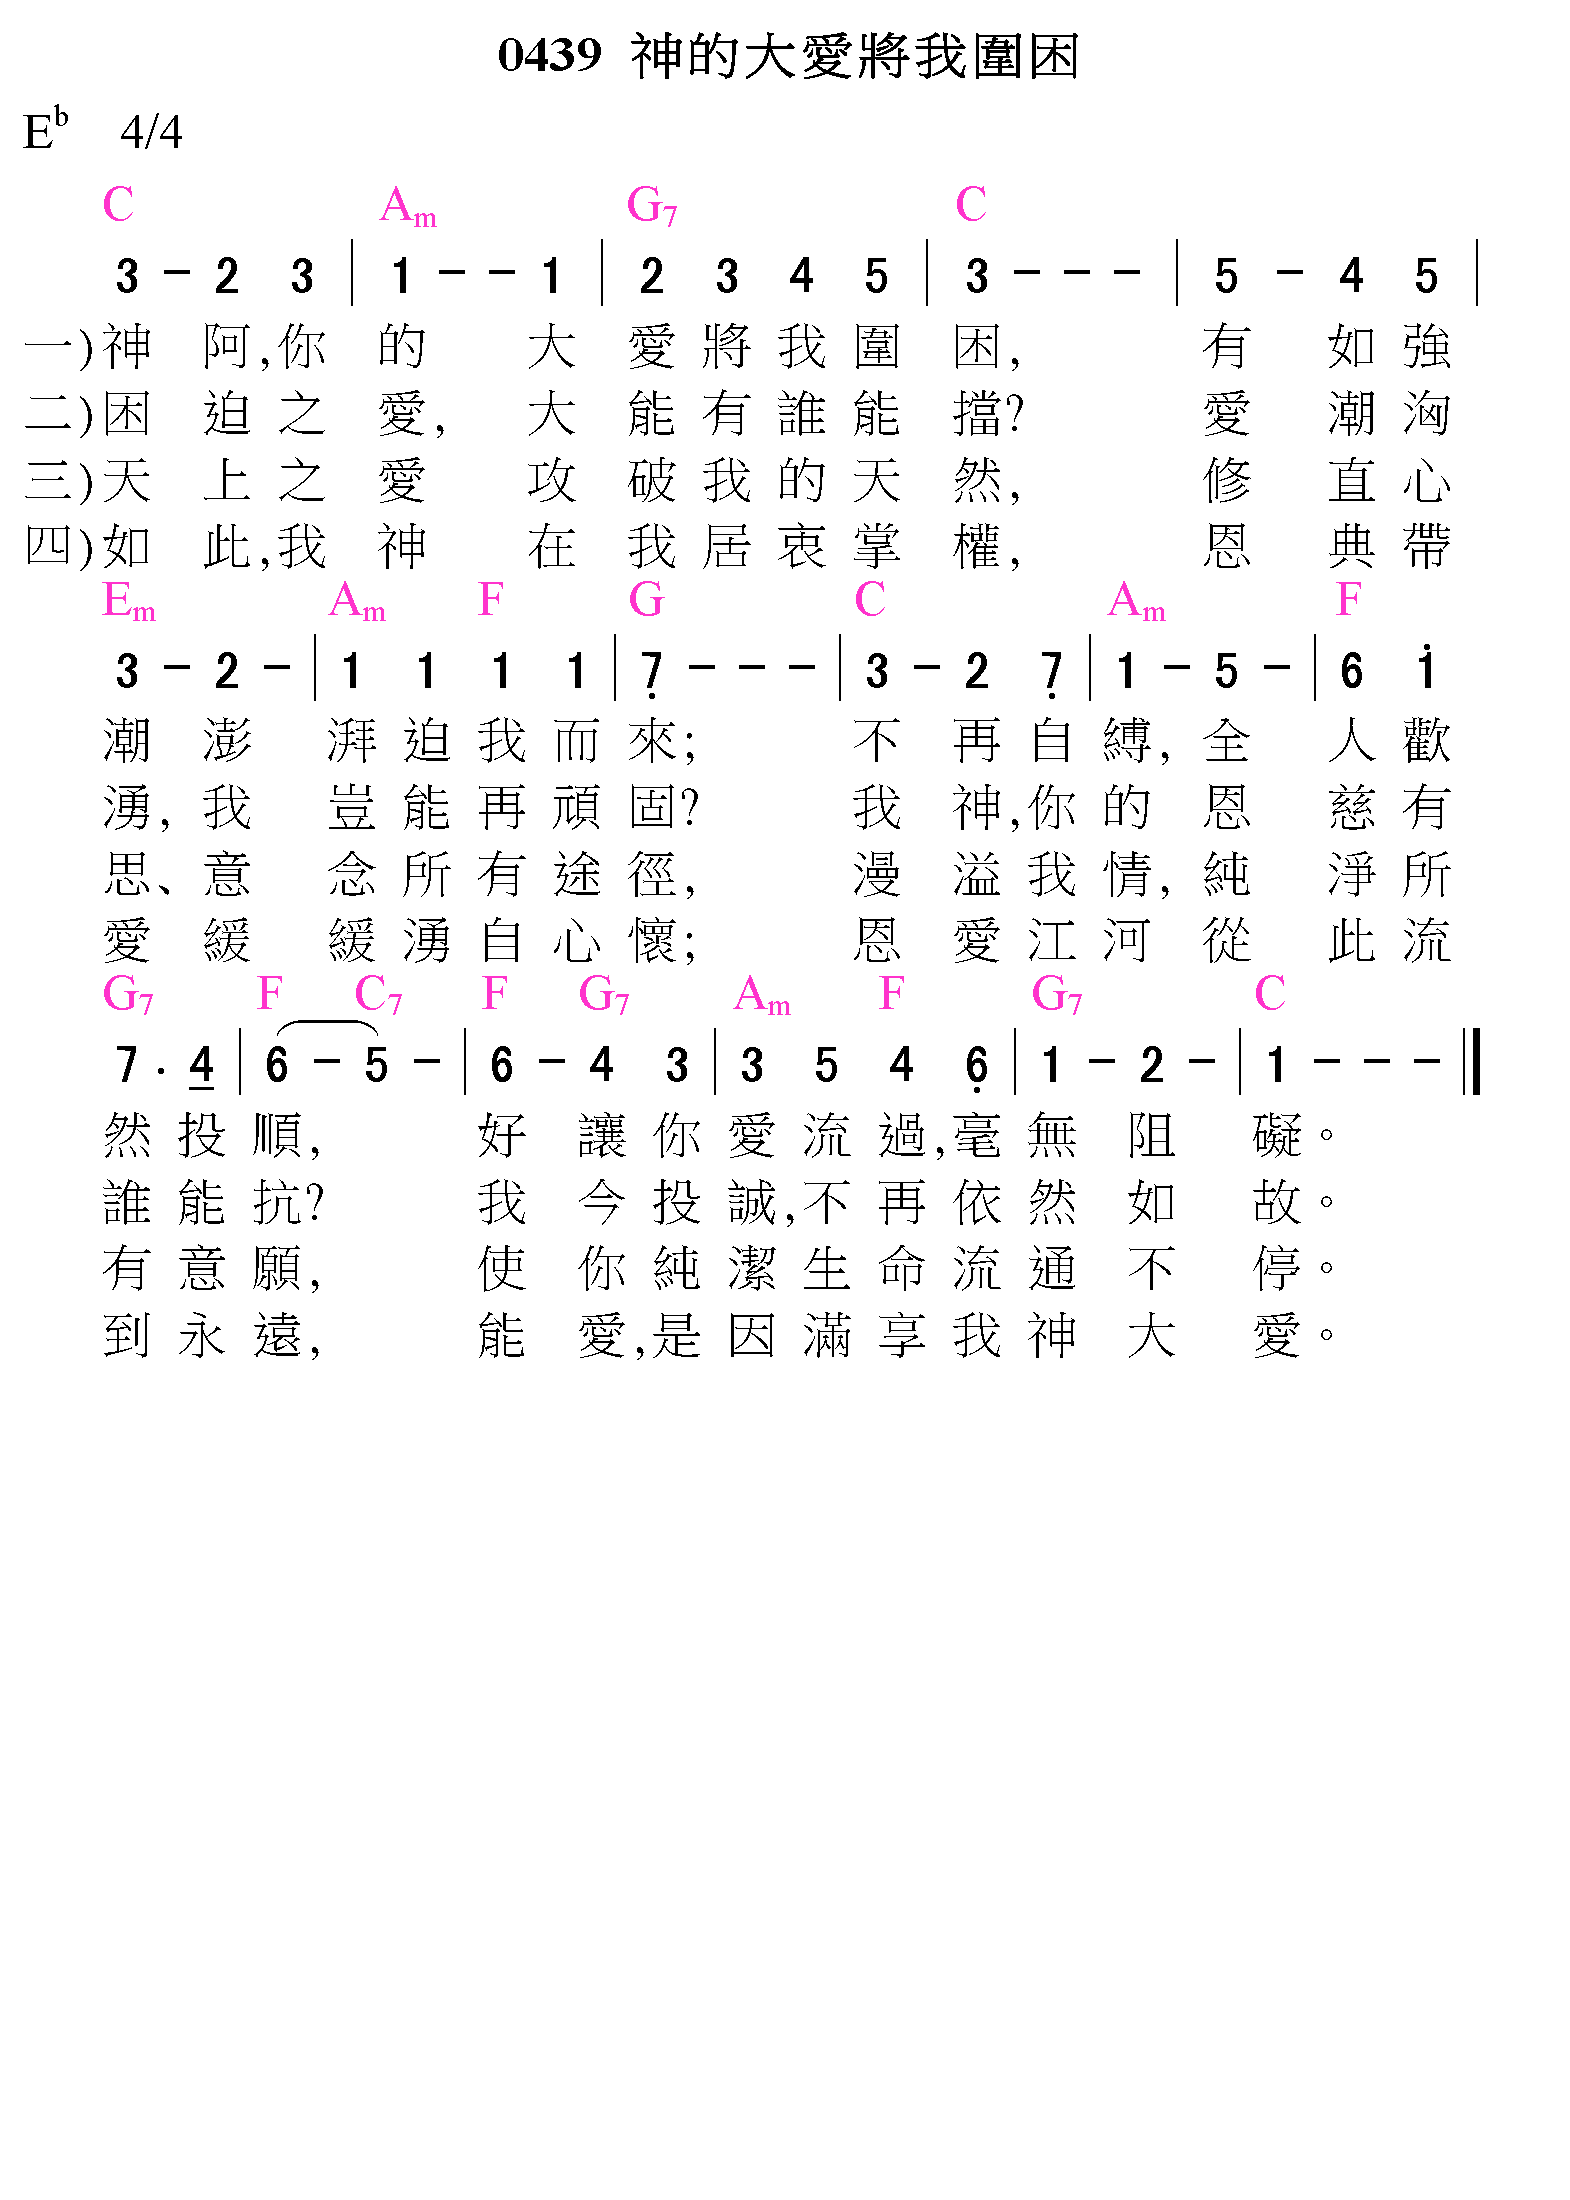 0439 神的大愛將我圍困
E♭ 4/4
C Am G7 C
3 - 2 3 | 1 - - 1 | 2 3 4 5 | 3 - - - | 5 - 4 5 |
一)神 阿,你 的 大 愛 將 我 圍 困, 有 如 強
二)困 迫 之 愛, 大 能 有 誰 能 擋? 愛 潮 洶
三)天 上 之 愛 攻 破 我 的 天 然, 修 直 心
四)如 此,我 神 在 我 居 衷 掌 權, 恩 典 帶
Em Am F G C Am F
3 - 2 - | 1 1 1 1 | 7̣ - - - | 3 - 2 7̣ | 1 - 5 - | 6 1̇
潮 澎 湃 迫 我 而 來; 不 再 自 縛, 全 人 歡
湧, 我 豈 能 再 頑 固? 我 神,你 的 恩 慈 有
思、意 念 所 有 途 徑, 漫 溢 我 情, 純 淨 所
愛 緩 緩 湧 自 心 懷; 恩 愛 江 河 從 此 流
G7 F C7 F G7 Am F G7 C
7 . 4̲ | 6 - 5 - | 6 - 4 3 | 3 5 4 6̣ | 1 - 2 - | 1 - - - ‖
然 投 順, 好 讓 你 愛 流 過,毫 無 阻 礙。
誰 能 抗? 我 今 投 誠,不 再 依 然 如 故。
有 意 願, 使 你 純 潔 生 命 流 通 不 停。
到 永 遠, 能 愛,是 因 滿 享 我 神 大 愛。